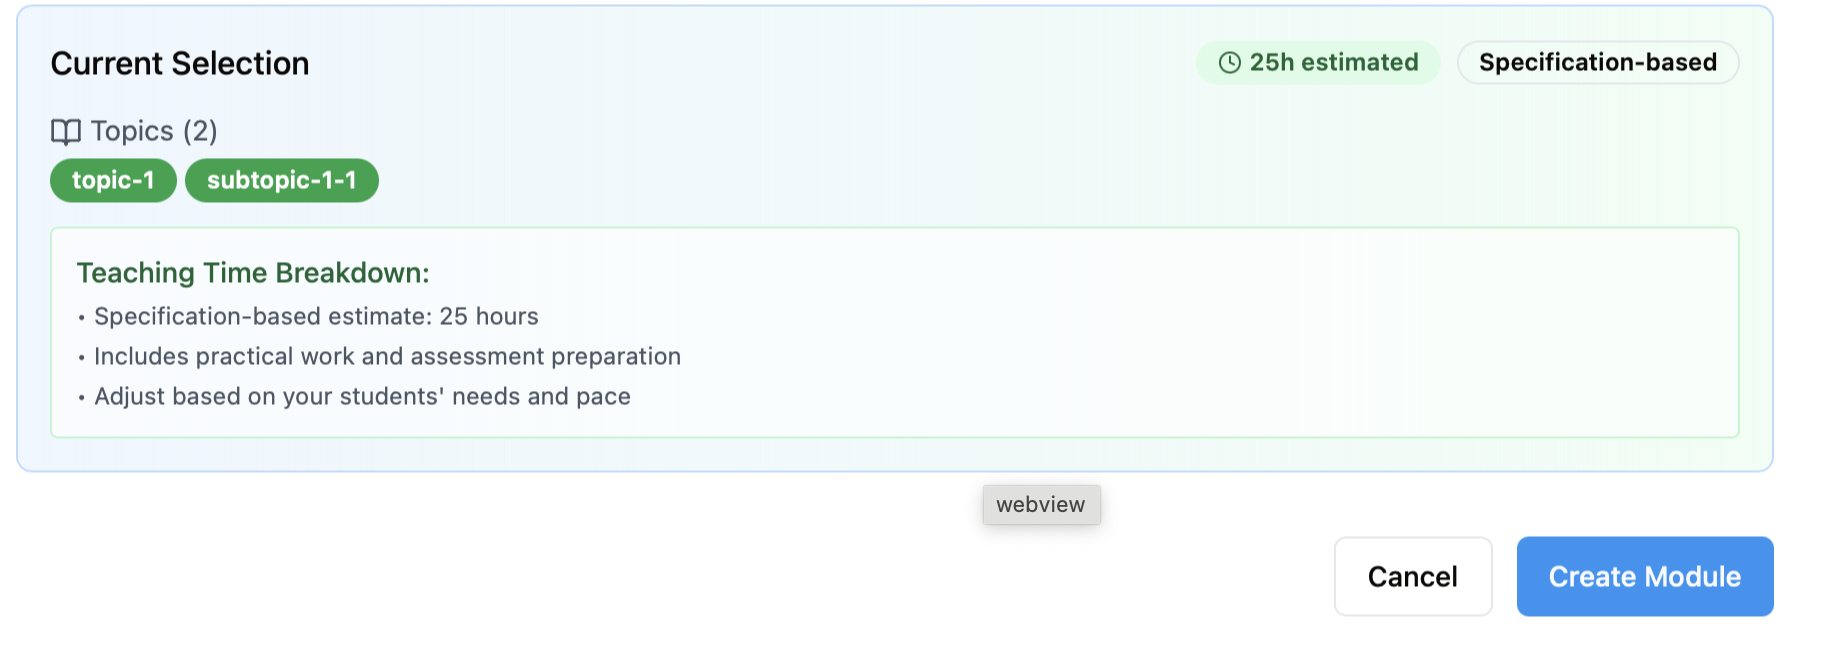 Current Selection
25h estimated
Specification-based
Topics (2)
topic-1
subtopic-1-1
Teaching Time Breakdown:
• Specification-based estimate: 25 hours
• Includes practical work and assessment preparation
• Adjust based on your students' needs and pace
webview
Cancel
Create Module